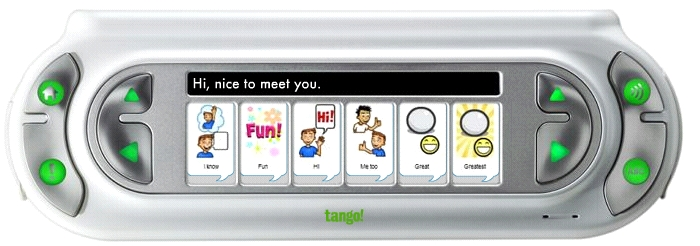 Hi, nice to meet you.
Fun!
Hi!
I know
Fun
Hi
Me too
Great
Greatest
tango!